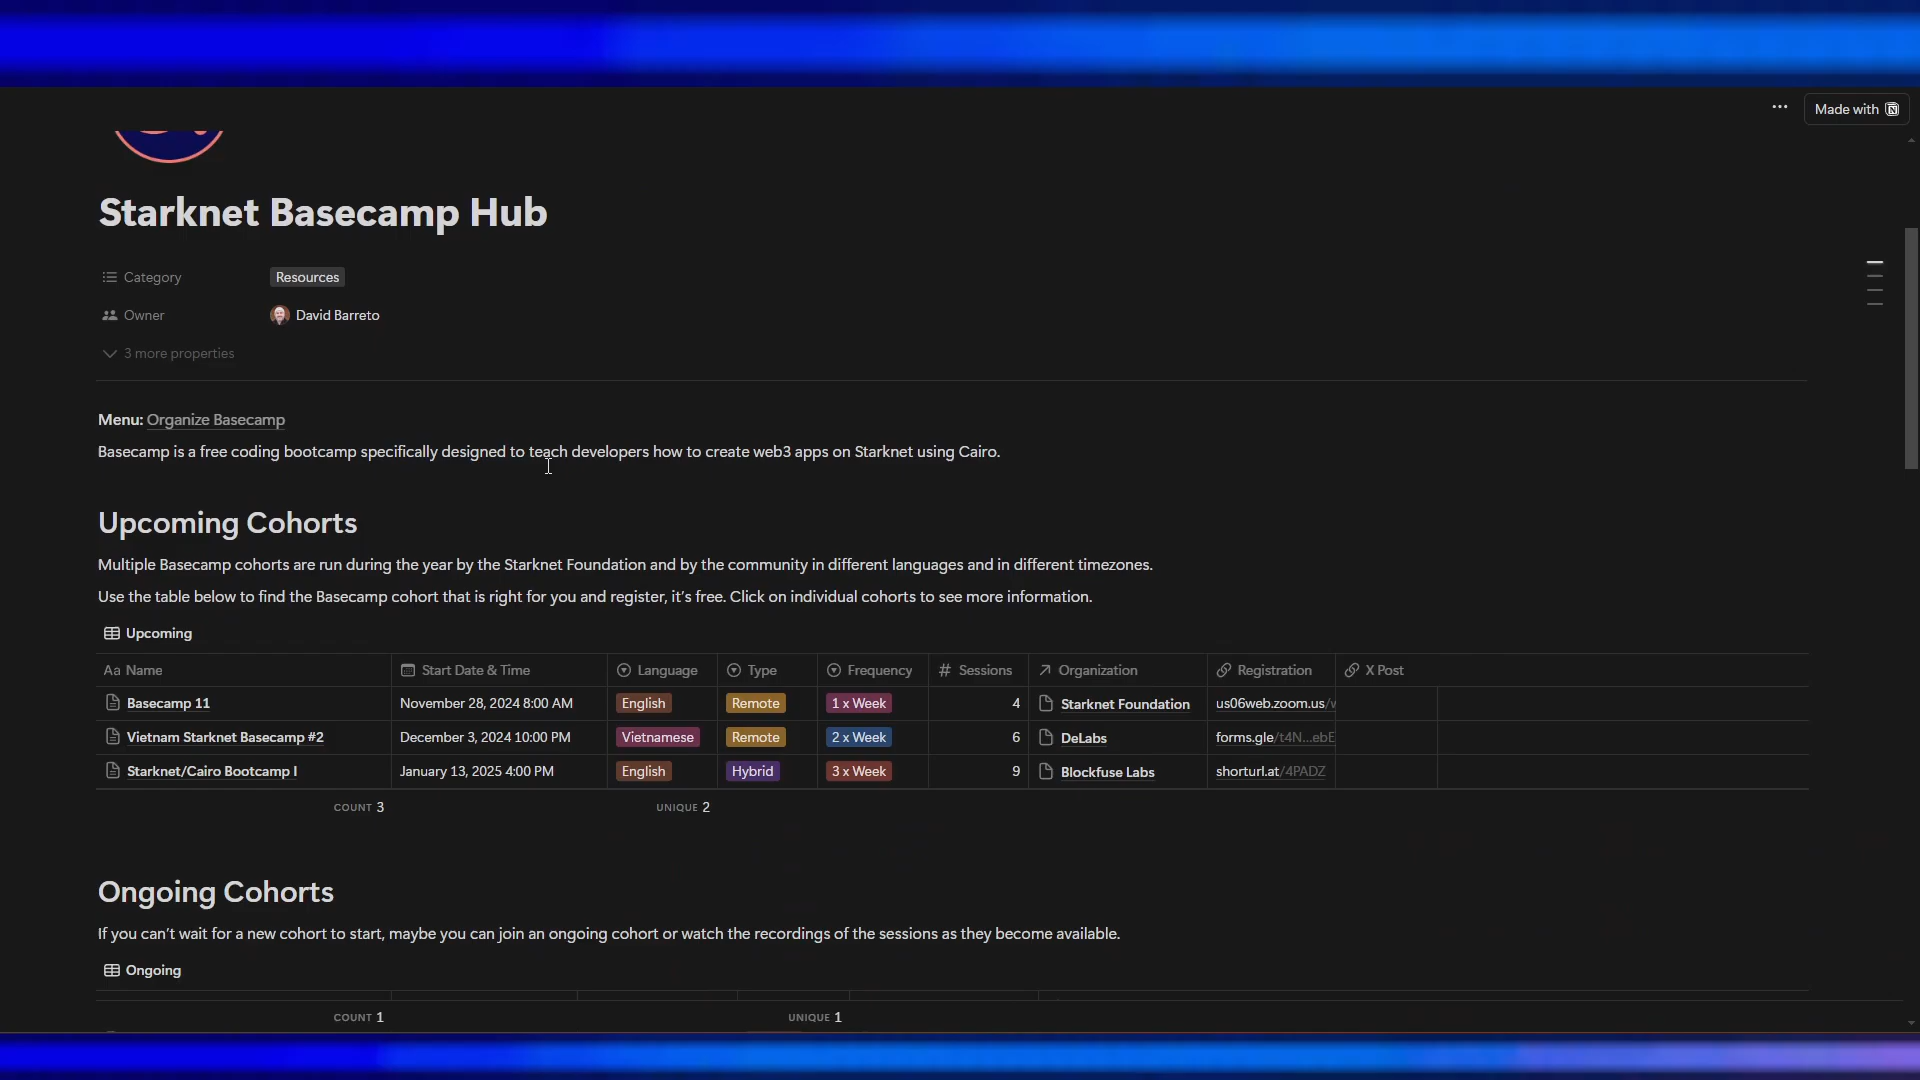 Made with
Starknet Basecamp Hub
Category Resources
Owner David Barreto
3 more properties
Menu: Organize Basecamp
Basecamp is a free coding bootcamp specifically designed to teach developers how to create web3 apps on Starknet using Cairo.
Upcoming Cohorts
Multiple Basecamp cohorts are run during the year by the Starknet Foundation and by the community in different languages and in different timezones.
Use the table below to find the Basecamp cohort that is right for you and register, it's free. Click on individual cohorts to see more information.
Upcoming
Aa Name Start Date & Time Language Type Frequency # Sessions Organization Registration X Post
Basecamp 11 November 28, 2024 8:00 AM English Remote 1 x Week 4 Starknet Foundation us06web.zoom.us/
Vietnam Starknet Basecamp #2 December 3, 2024 10:00 PM Vietnamese Remote 2 x Week 6 DeLabs forms.gle/t4N...ebE
Starknet/Cairo Bootcamp I January 13, 2025 4:00 PM English Hybrid 3 x Week 9 Blockfuse Labs shorturl.at/4PADZ
COUNT 3 UNIQUE 2
Ongoing Cohorts
If you can't wait for a new cohort to start, maybe you can join an ongoing cohort or watch the recordings of the sessions as they become available.
Ongoing
COUNT 1 UNIQUE 1